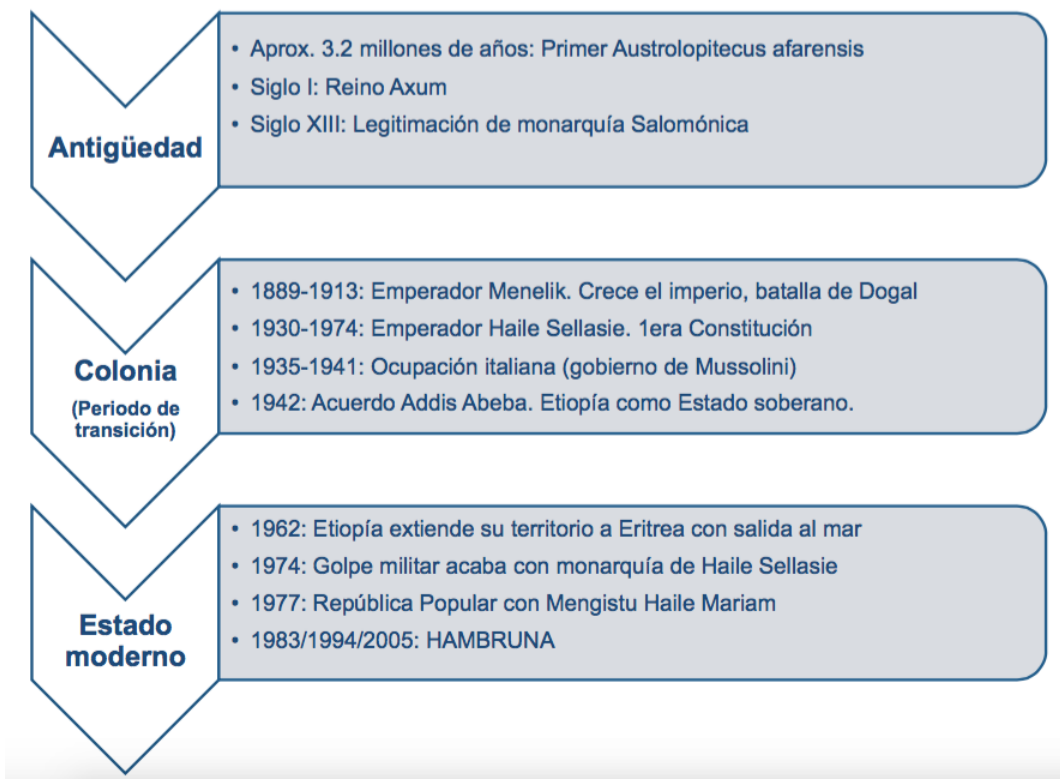 Antigüedad
• Aprox. 3.2 millones de años: Primer Austrolopitecus afarensis
• Siglo I: Reino Axum
• Siglo XIII: Legitimación de monarquía Salomónica
Colonia
(Periodo de
transición)
• 1889-1913: Emperador Menelik. Crece el imperio, batalla de Dogal
• 1930-1974: Emperador Haile Sellasie. 1era Constitución
• 1935-1941: Ocupación italiana (gobierno de Mussolini)
• 1942: Acuerdo Addis Abeba. Etiopía como Estado soberano.
Estado
moderno
• 1962: Etiopía extiende su territorio a Eritrea con salida al mar
• 1974: Golpe militar acaba con monarquía de Haile Sellasie
• 1977: República Popular con Mengistu Haile Mariam
• 1983/1994/2005: HAMBRUNA